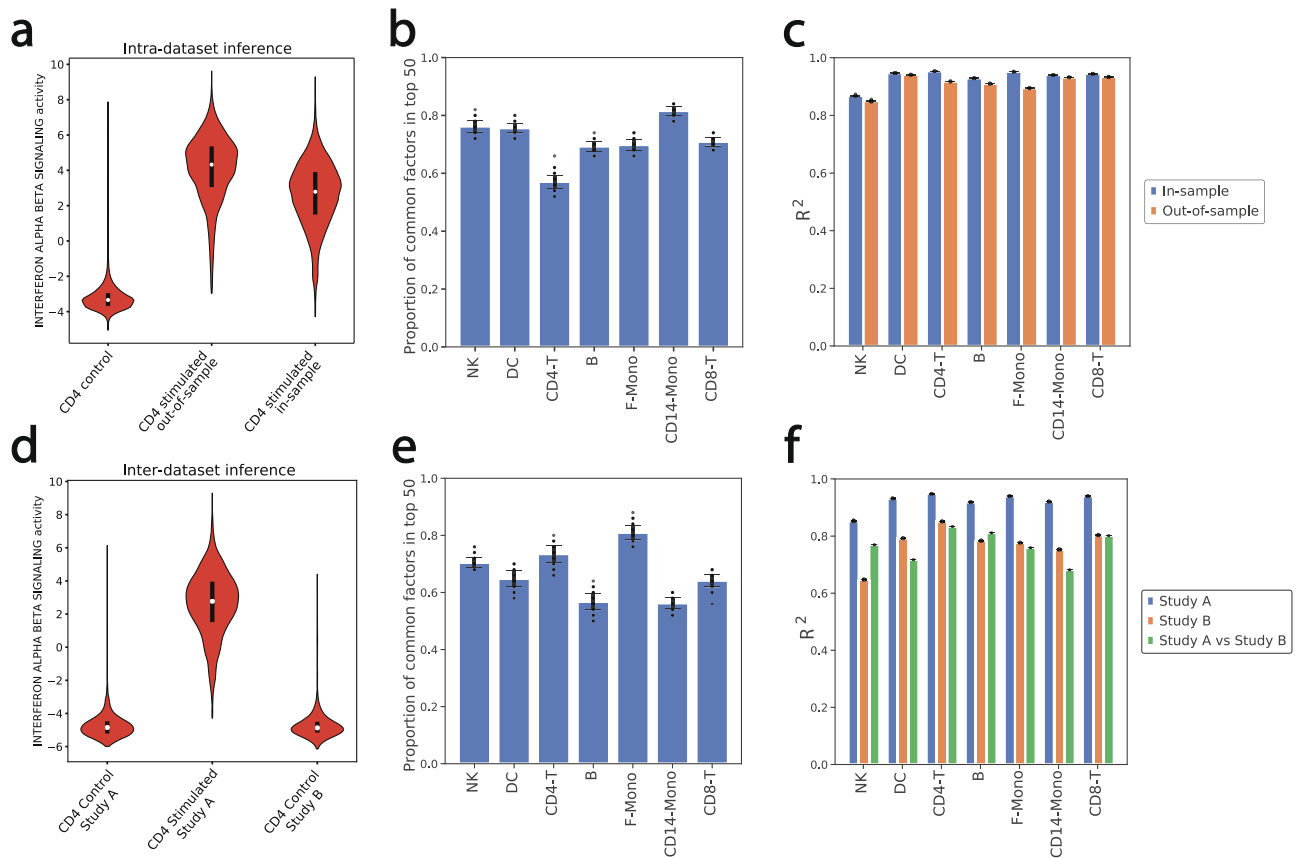 a
Intra-dataset inference
INTERFERON ALPHA BETA SIGNALING activity
10
8
6
4
2
0
−2
−4
CD4 control
CD4 stimulated
out-of-sample
CD4 stimulated
in-sample
b
Proportion of common factors in top 50
1.0
0.8
0.6
0.4
0.2
0.0
NK
DC
CD4-T
B
F-Mono
CD14-Mono
CD8-T
c
R²
1.0
0.8
0.6
0.4
0.2
0.0
NK
DC
CD4-T
B
F-Mono
CD14-Mono
CD8-T
In-sample
Out-of-sample
d
Inter-dataset inference
INTERFERON ALPHA BETA SIGNALING activity
10
8
6
4
2
0
−2
−4
−6
CD4 Control
Study A
CD4 Stimulated
Study A
CD4 Control
Study B
e
Proportion of common factors in top 50
1.0
0.8
0.6
0.4
0.2
0.0
NK
DC
CD4-T
B
F-Mono
CD14-Mono
CD8-T
f
R²
1.0
0.8
0.6
0.4
0.2
0.0
NK
DC
CD4-T
B
F-Mono
CD14-Mono
CD8-T
Study A
Study B
Study A vs Study B